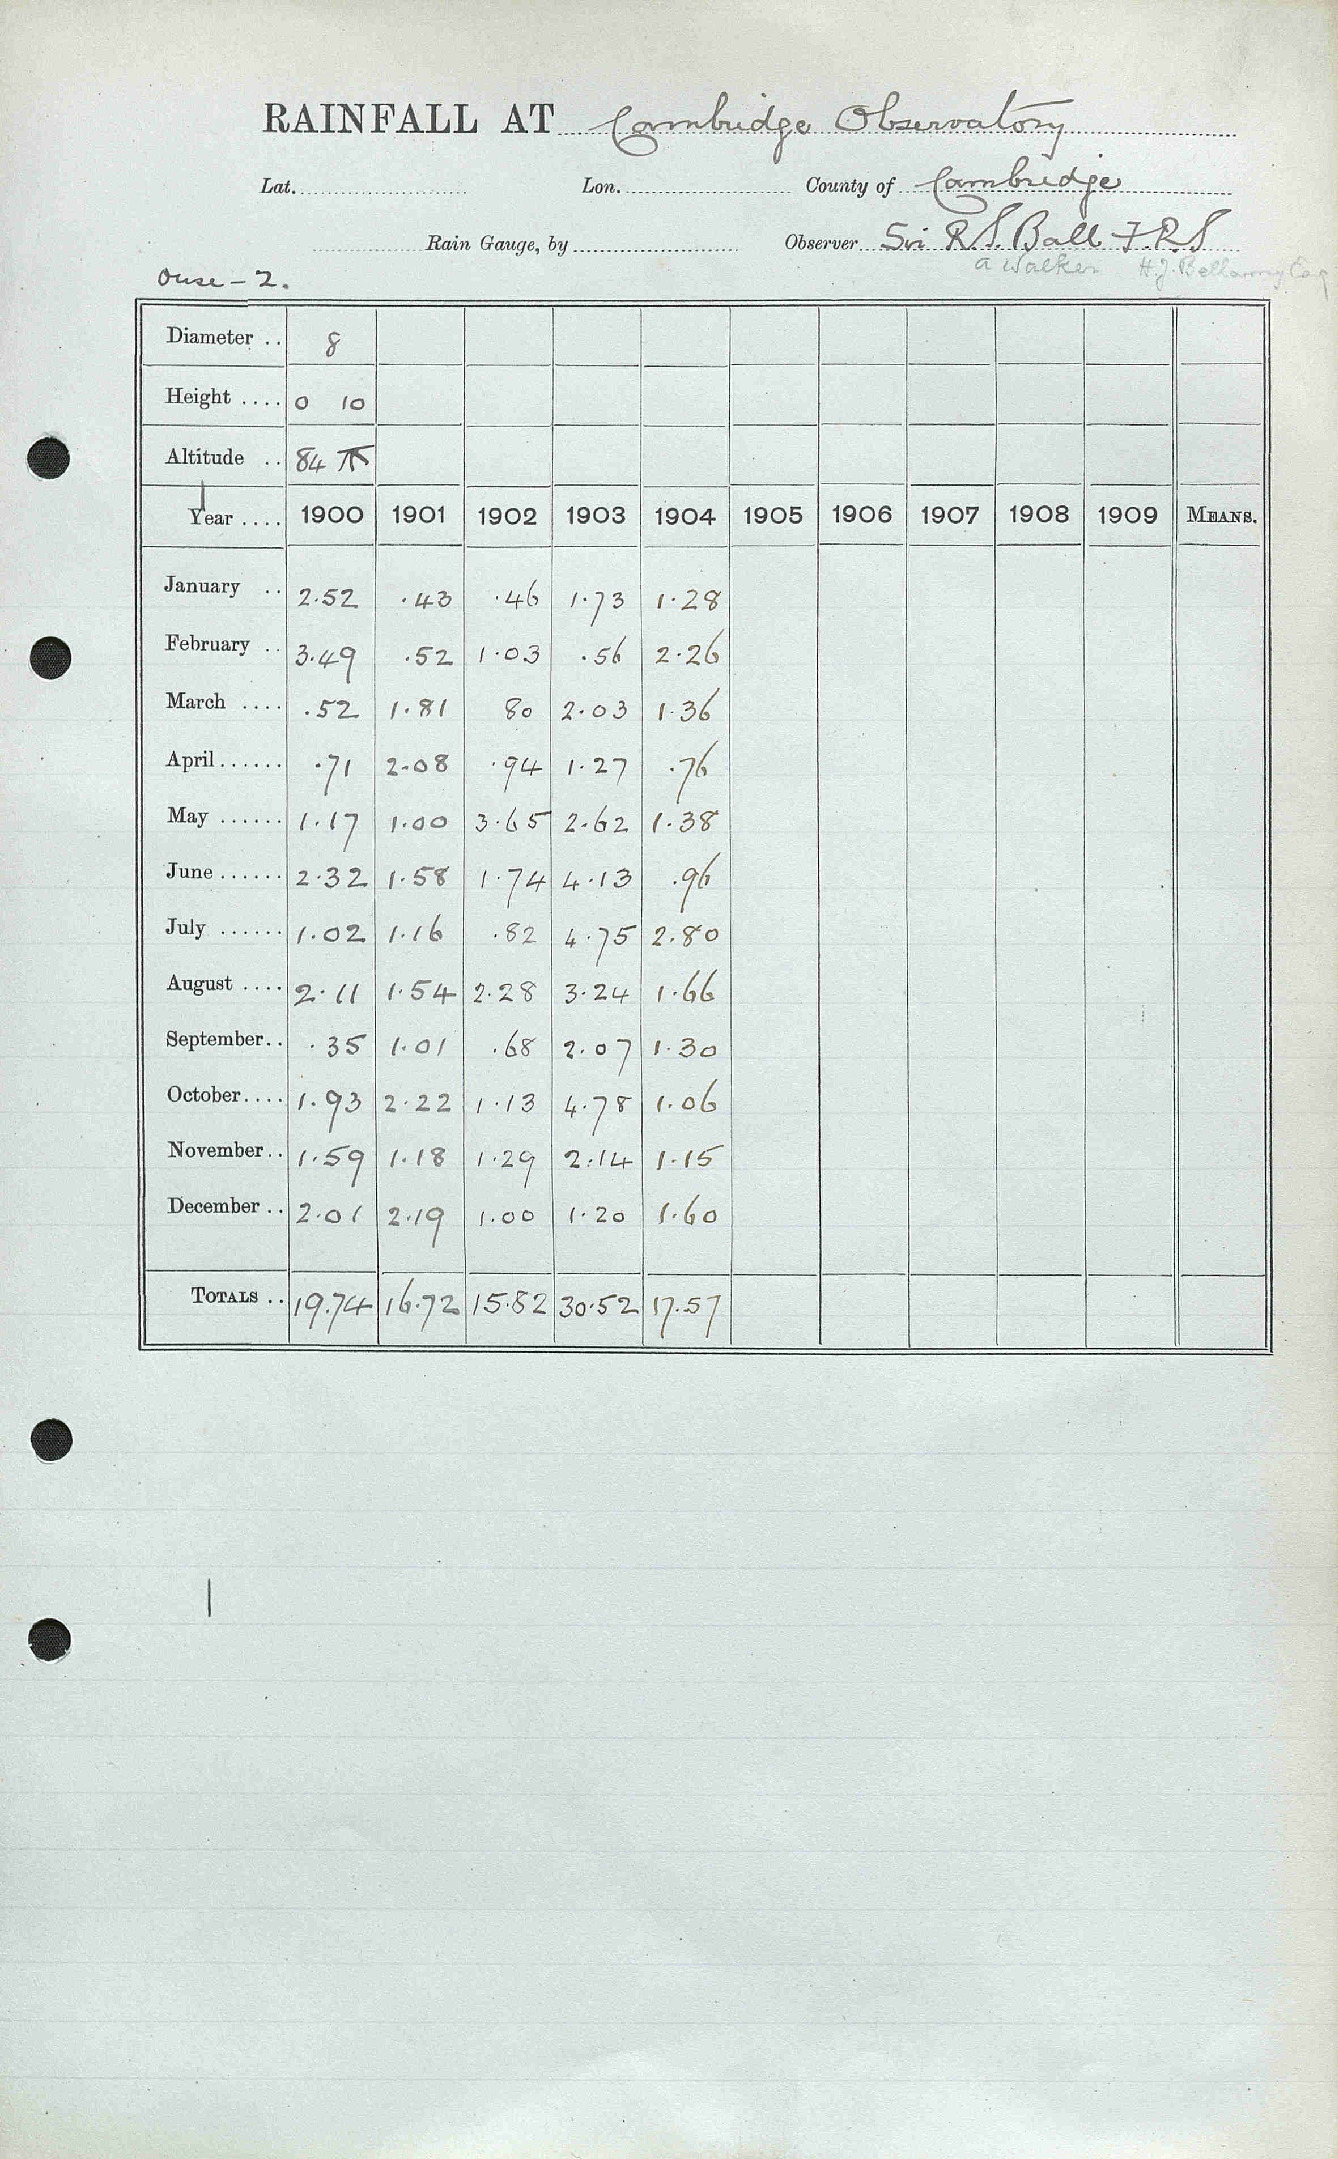 RAINFALL AT Cambridge Observatory
Lat. Lon. County of Cambridge
Rain Gauge, by Observer Sir R.S. Ball F.R.S
A Walker H.J. Bellamy Esq
Ouse - 2.
Diameter .. 8
Height .... 0 10
Altitude .. 84
Year .... 1900 1901 1902 1903 1904 1905 1906 1907 1908 1909 MEANS.
January .. 2.52 .43 .46 1.73 1.28
February .. 3.49 .52 1.03 .56 2.26
March .... .52 1.81 80 2.03 1.36
April ...... .71 2.08 .94 1.27 .76
May ...... 1.17 1.00 3.65 2.62 1.38
June ...... 2.32 1.58 1.74 4.13 .96
July ...... 1.02 1.16 .82 4.75 2.80
August .... 2.11 1.54 2.28 3.24 1.66
September.. .35 1.01 .68 2.07 1.30
October.... 1.93 2.22 1.13 4.78 1.06
November.. 1.59 1.18 1.29 2.14 1.15
December .. 2.01 2.19 1.00 1.20 1.60
TOTALS .. 19.74 16.72 15.82 30.52 17.57